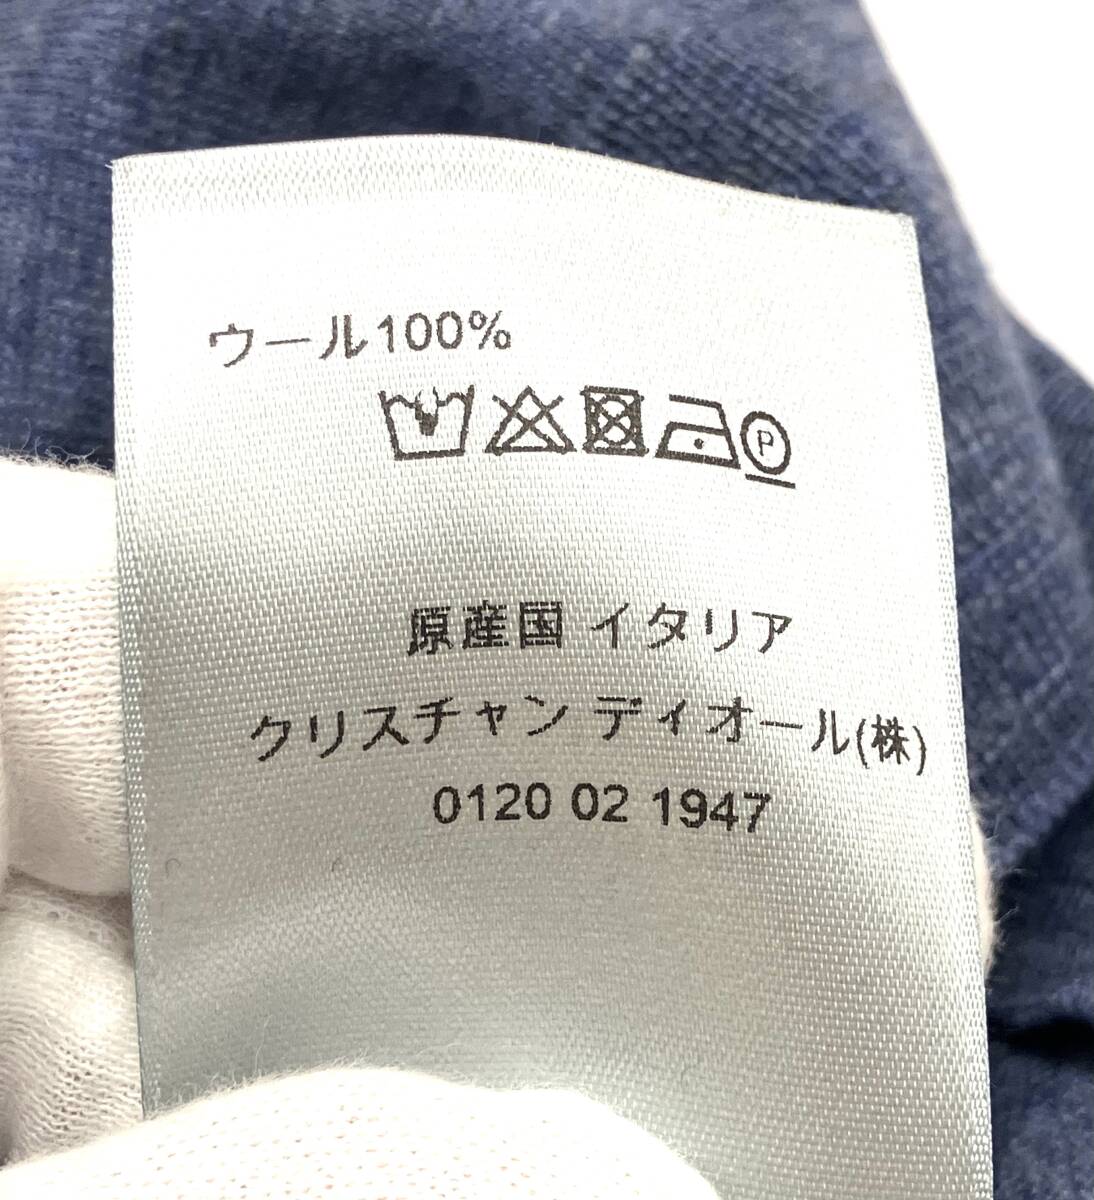 ウール100%
P
原産国 イタリア
クリスチャン ディオール(株)
0120 02 1947